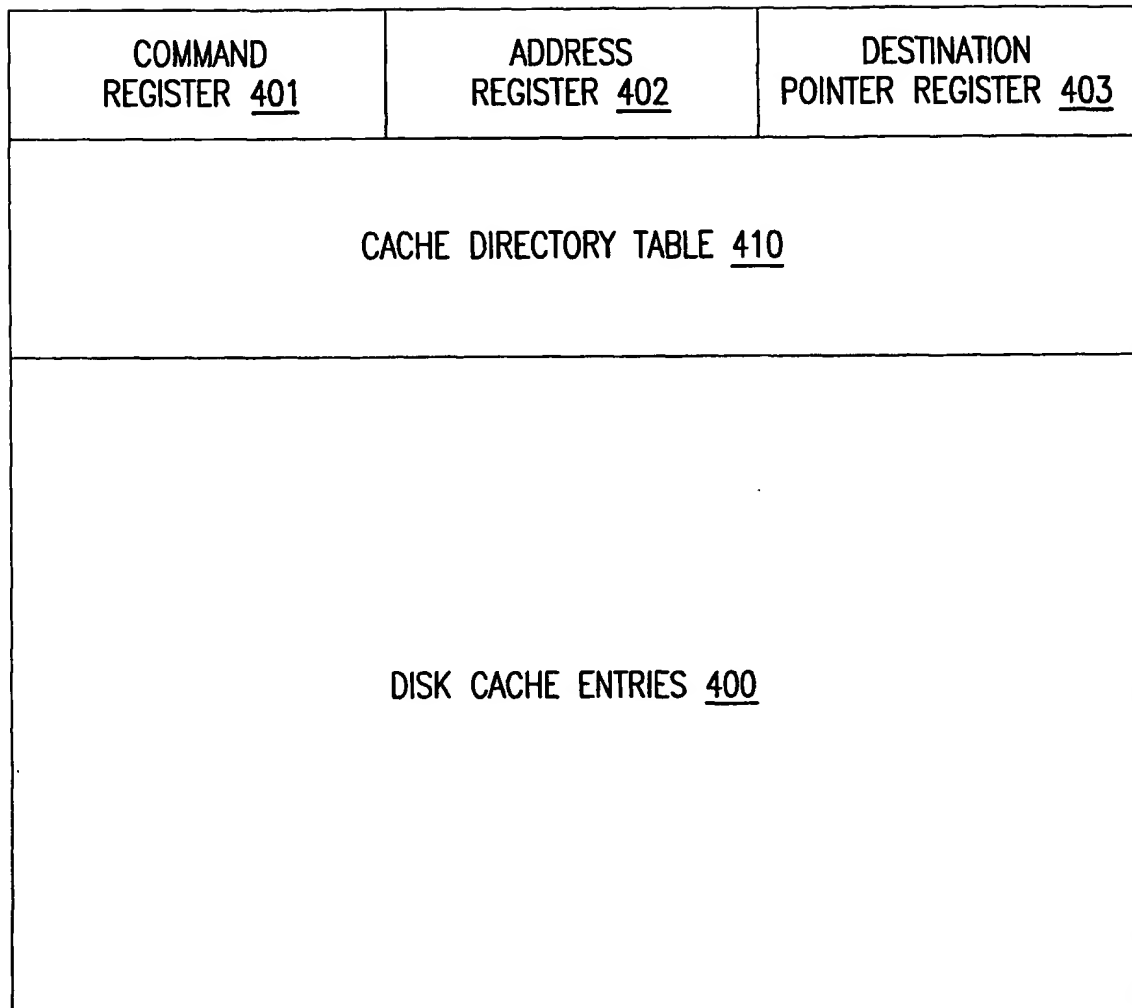 COMMAND
REGISTER 401
ADDRESS
REGISTER 402
DESTINATION
POINTER REGISTER 403
CACHE DIRECTORY TABLE 410
DISK CACHE ENTRIES 400